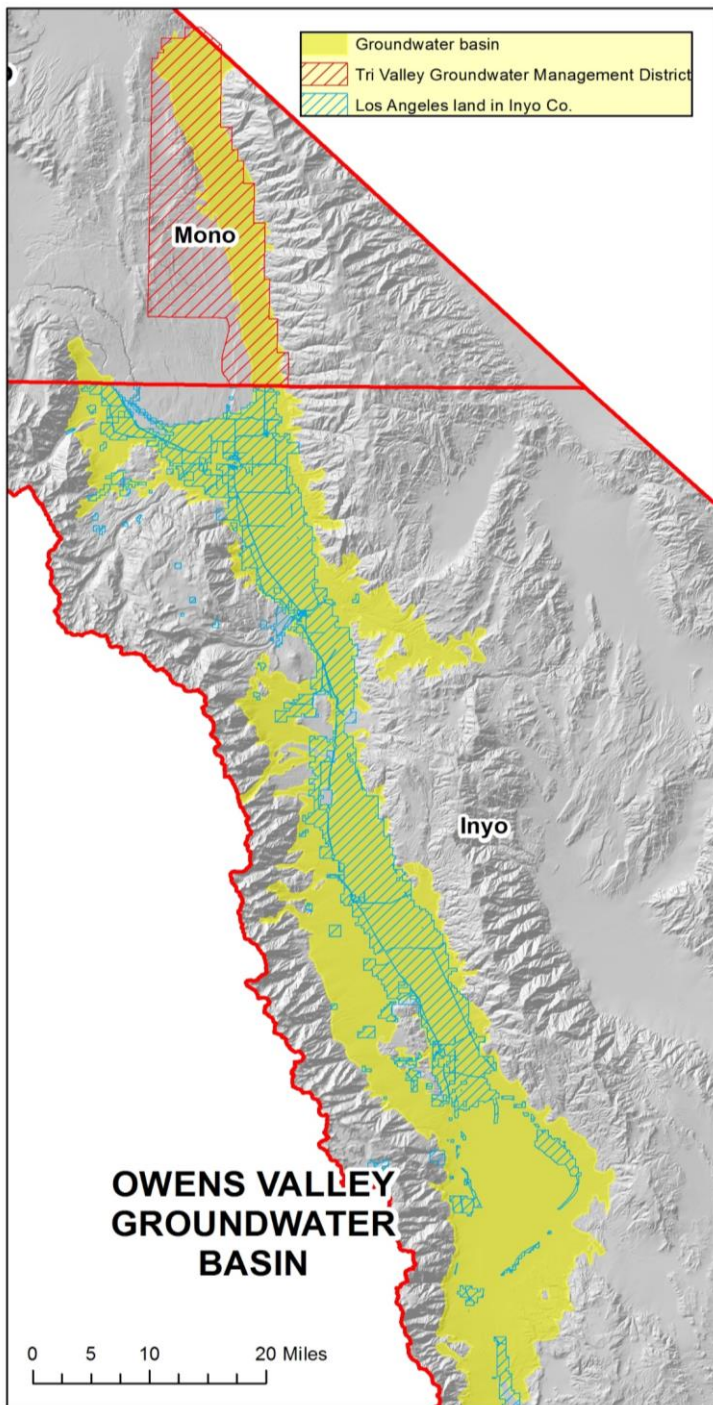 Groundwater basin
Tri Valley Groundwater Management District
Los Angeles land in Inyo Co.
Mono
Inyo
OWENS VALLEY
GROUNDWATER
BASIN
0 5 10 20 Miles